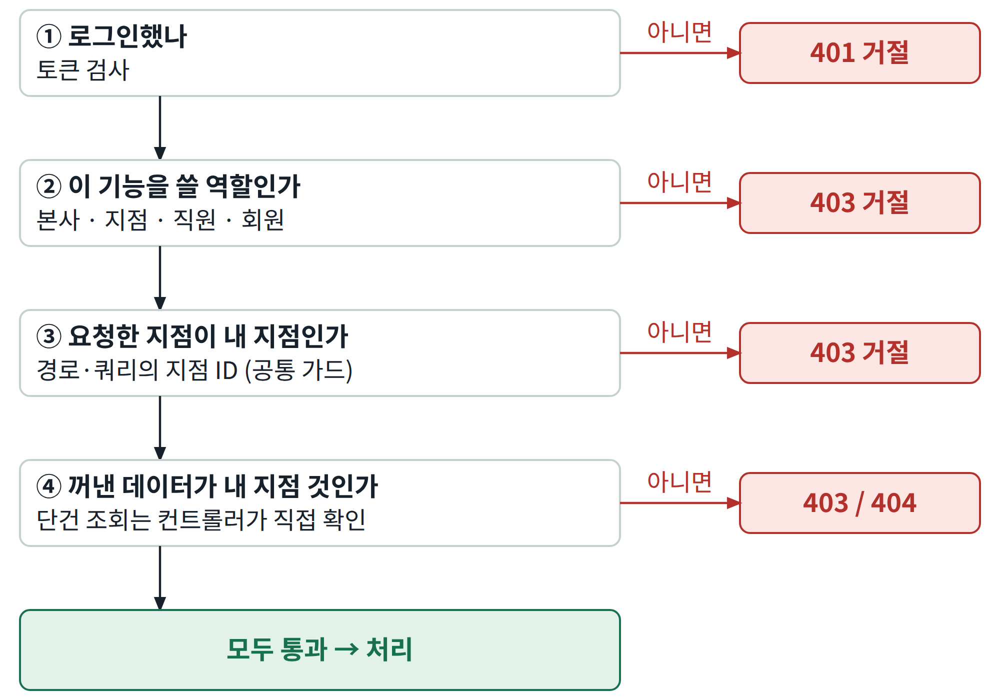 ① 로그인했나
토큰 검사
아니면
401 거절
② 이 기능을 쓸 역할인가
본사 · 지점 · 직원 · 회원
아니면
403 거절
③ 요청한 지점이 내 지점인가
경로·쿼리의 지점 ID (공통 가드)
아니면
403 거절
④ 꺼낸 데이터가 내 지점 것인가
단건 조회는 컨트롤러가 직접 확인
아니면
403 / 404
모두 통과 → 처리